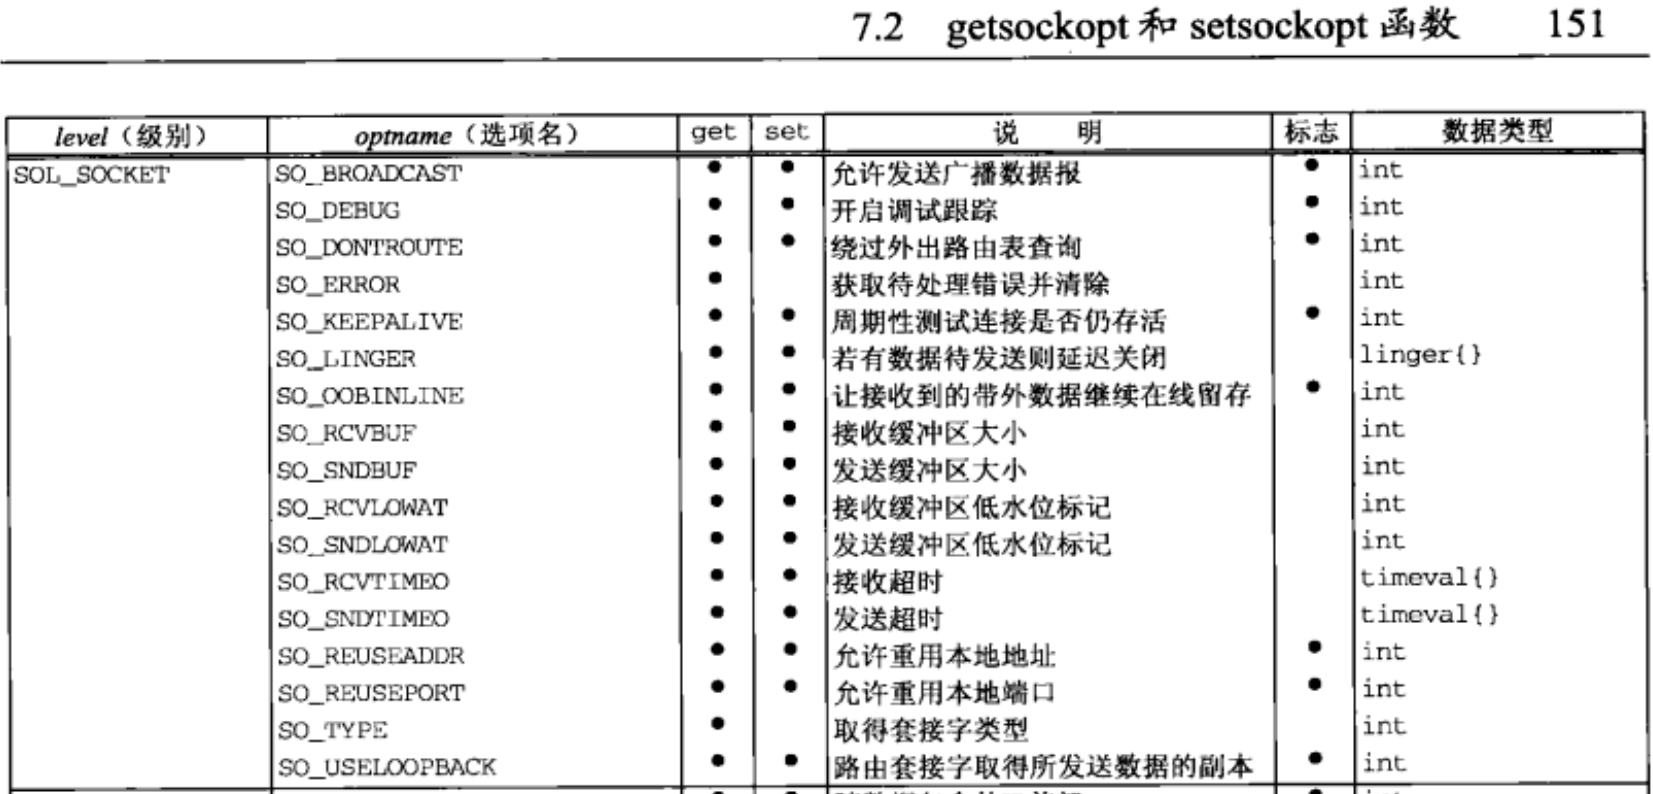 7.2 getsockopt 和 setsockopt 函数 151
level（级别） optname（选项名） get set 说 明 标志 数据类型
SOL_SOCKET SO_BROADCAST • • 允许发送广播数据报 • int
SO_DEBUG • • 开启调试跟踪 • int
SO_DONTROUTE • • 绕过外出路由表查询 • int
SO_ERROR • 获取待处理错误并清除 int
SO_KEEPALIVE • • 周期性测试连接是否仍存活 • int
SO_LINGER • • 若有数据待发送则延迟关闭 linger{}
SO_OOBINLINE • • 让接收到的带外数据继续在线留存 • int
SO_RCVBUF • • 接收缓冲区大小 int
SO_SNDBUF • • 发送缓冲区大小 int
SO_RCVLOWAT • • 接收缓冲区低水位标记 int
SO_SNDLOWAT • • 发送缓冲区低水位标记 int
SO_RCVTIMEO • • 接收超时 timeval{}
SO_SNDTIMEO • • 发送超时 timeval{}
SO_REUSEADDR • • 允许重用本地地址 • int
SO_REUSEPORT • • 允许重用本地端口 • int
SO_TYPE • 取得套接字类型 int
SO_USELOOPBACK • • 路由套接字取得所发送数据的副本 • int